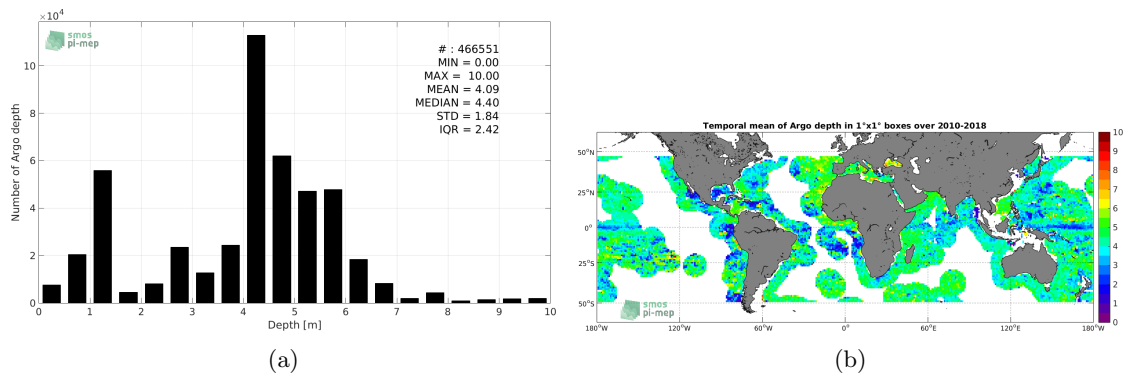 ×10⁴
smos
pi-mep
# : 466551
MIN = 0.00
MAX = 10.00
MEAN = 4.09
MEDIAN = 4.40
STD = 1.84
IQR = 2.42
10
8
6
4
2
0
Number of Argo depth
0 1 2 3 4 5 6 7 8 9 10
Depth [m]
(a)
Temporal mean of Argo depth in 1°x1° boxes over 2010-2018
50°N
25°N
0°
25°S
50°S
180°W 120°W 60°W 0° 60°E 120°E 180°W
smos
pi-mep
10
9
8
7
6
5
4
3
2
1
0
(b)